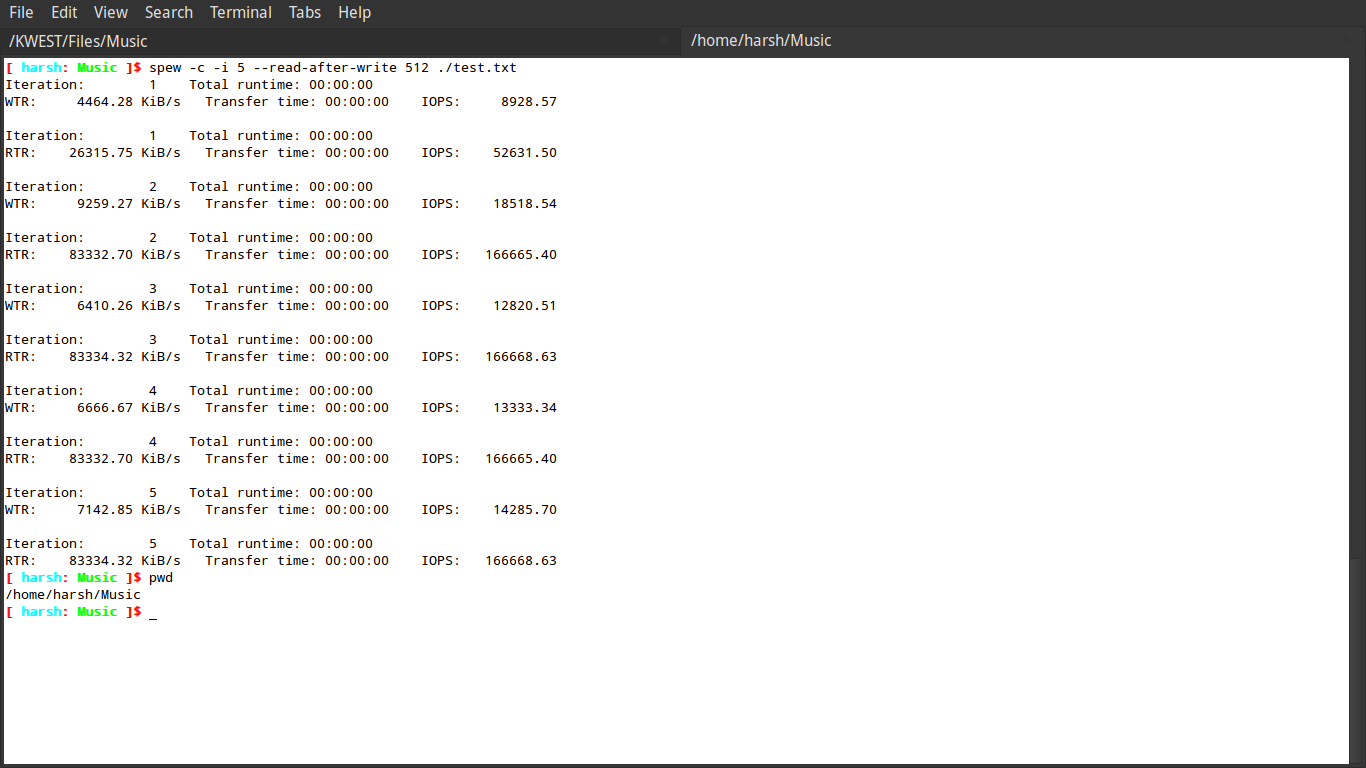 File Edit View Search Terminal Tabs Help
/KWEST/Files/Music /home/harsh/Music
[ harsh: Music ]$ spew -c -i 5 --read-after-write 512 ./test.txt
Iteration:        1    Total runtime: 00:00:00
WTR:     4464.28 KiB/s   Transfer time: 00:00:00    IOPS:     8928.57

Iteration:        1    Total runtime: 00:00:00
RTR:    26315.75 KiB/s   Transfer time: 00:00:00    IOPS:    52631.50

Iteration:        2    Total runtime: 00:00:00
WTR:     9259.27 KiB/s   Transfer time: 00:00:00    IOPS:    18518.54

Iteration:        2    Total runtime: 00:00:00
RTR:    83332.70 KiB/s   Transfer time: 00:00:00    IOPS:   166665.40

Iteration:        3    Total runtime: 00:00:00
WTR:     6410.26 KiB/s   Transfer time: 00:00:00    IOPS:    12820.51

Iteration:        3    Total runtime: 00:00:00
RTR:    83334.32 KiB/s   Transfer time: 00:00:00    IOPS:   166668.63

Iteration:        4    Total runtime: 00:00:00
WTR:     6666.67 KiB/s   Transfer time: 00:00:00    IOPS:    13333.34

Iteration:        4    Total runtime: 00:00:00
RTR:    83332.70 KiB/s   Transfer time: 00:00:00    IOPS:   166665.40

Iteration:        5    Total runtime: 00:00:00
WTR:     7142.85 KiB/s   Transfer time: 00:00:00    IOPS:    14285.70

Iteration:        5    Total runtime: 00:00:00
RTR:    83334.32 KiB/s   Transfer time: 00:00:00    IOPS:   166668.63
[ harsh: Music ]$ pwd
/home/harsh/Music
[ harsh: Music ]$ _